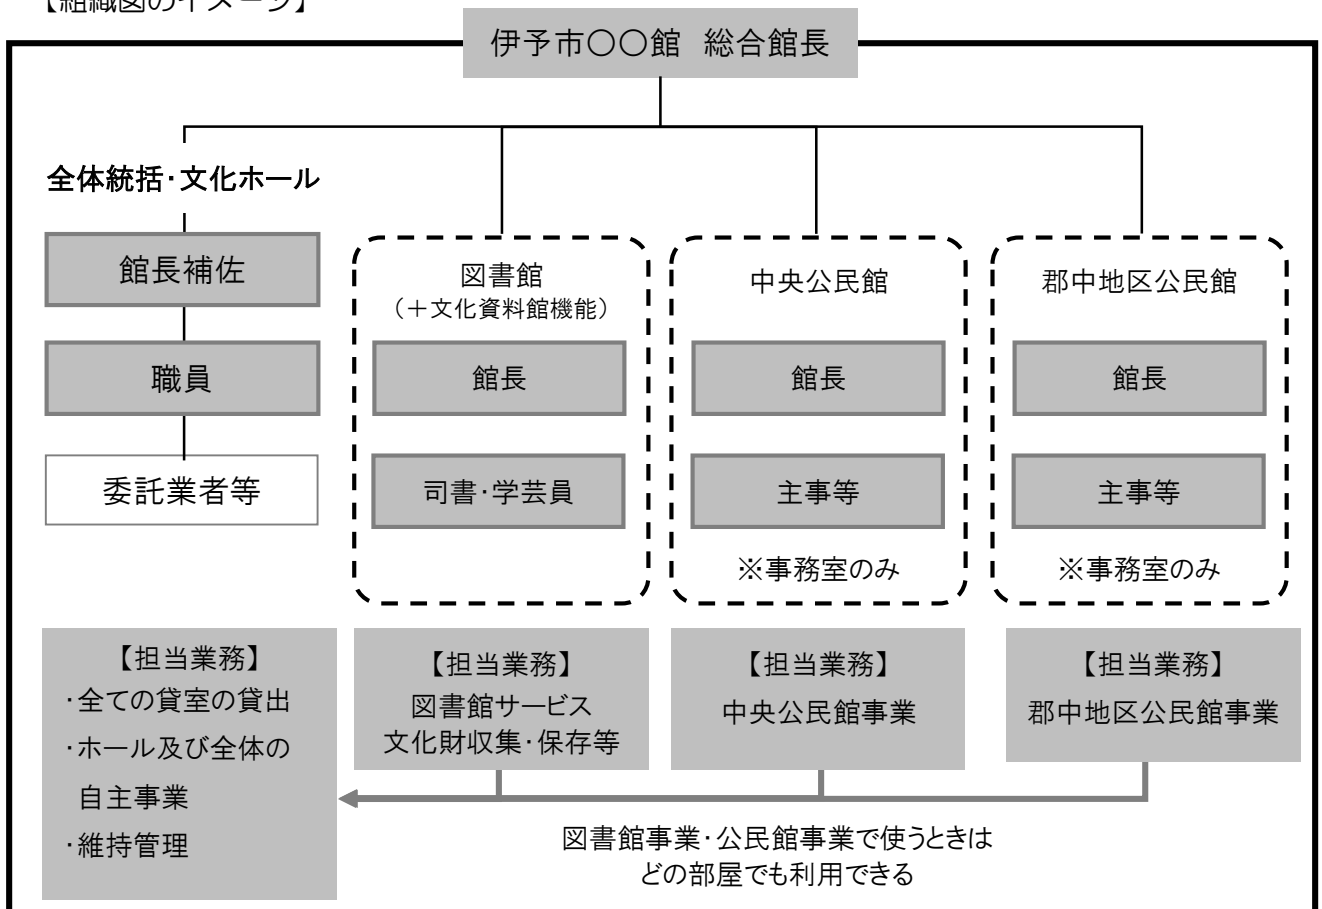 【組織図のイメージ】
伊予市〇〇館 総合館長
全体統括・文化ホール
館長補佐
職員
委託業者等
図書館
（＋文化資料館機能）
館長
司書・学芸員
中央公民館
館長
主事等
※事務室のみ
郡中地区公民館
館長
主事等
※事務室のみ
【担当業務】
・全ての貸室の貸出
・ホール及び全体の
自主事業
・維持管理
【担当業務】
図書館サービス
文化財収集・保存等
【担当業務】
中央公民館事業
【担当業務】
郡中地区公民館事業
図書館事業・公民館事業で使うときは
どの部屋でも利用できる